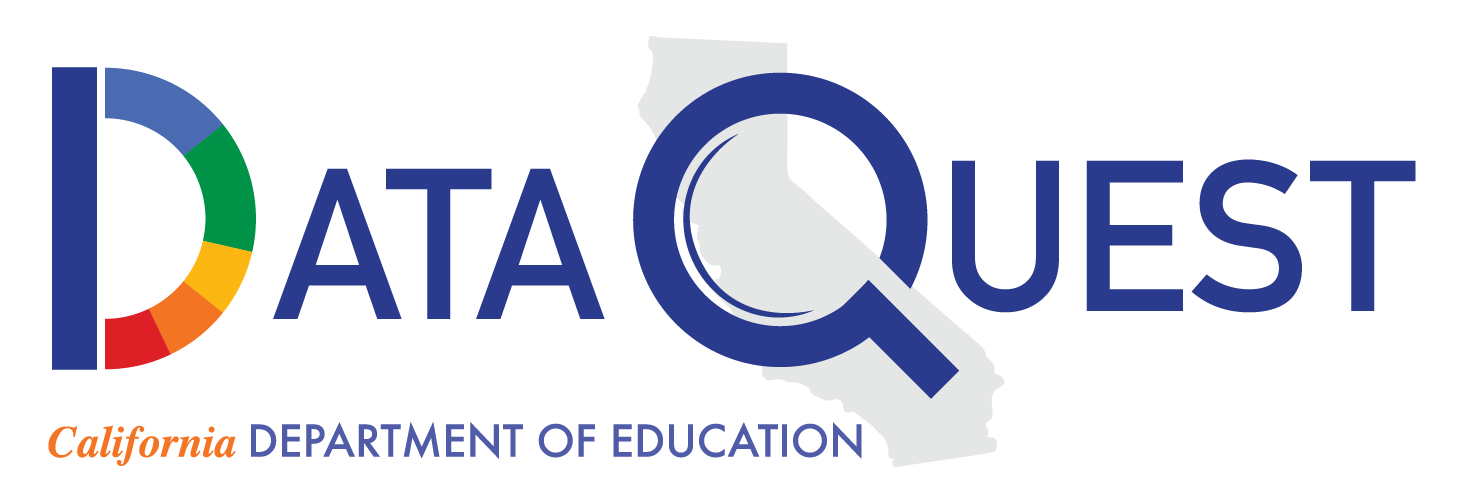 DATAQUEST
California DEPARTMENT OF EDUCATION